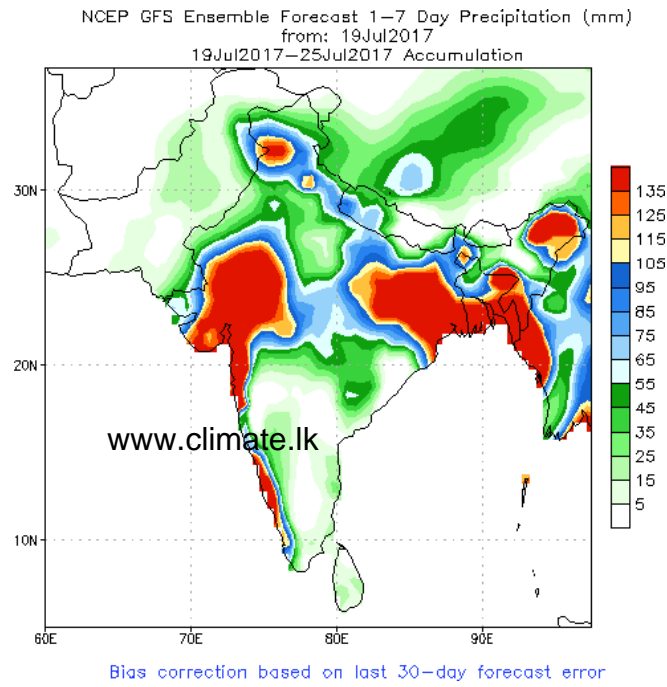 NCEP GFS Ensemble Forecast 1-7 Day Precipitation (mm)
from: 19Jul2017
19Jul2017-25Jul2017 Accumulation
30N
20N
10N
60E
70E
80E
90E
www.climate.lk
135
125
115
105
95
85
75
65
55
45
35
25
15
5
Bias correction based on last 30-day forecast error